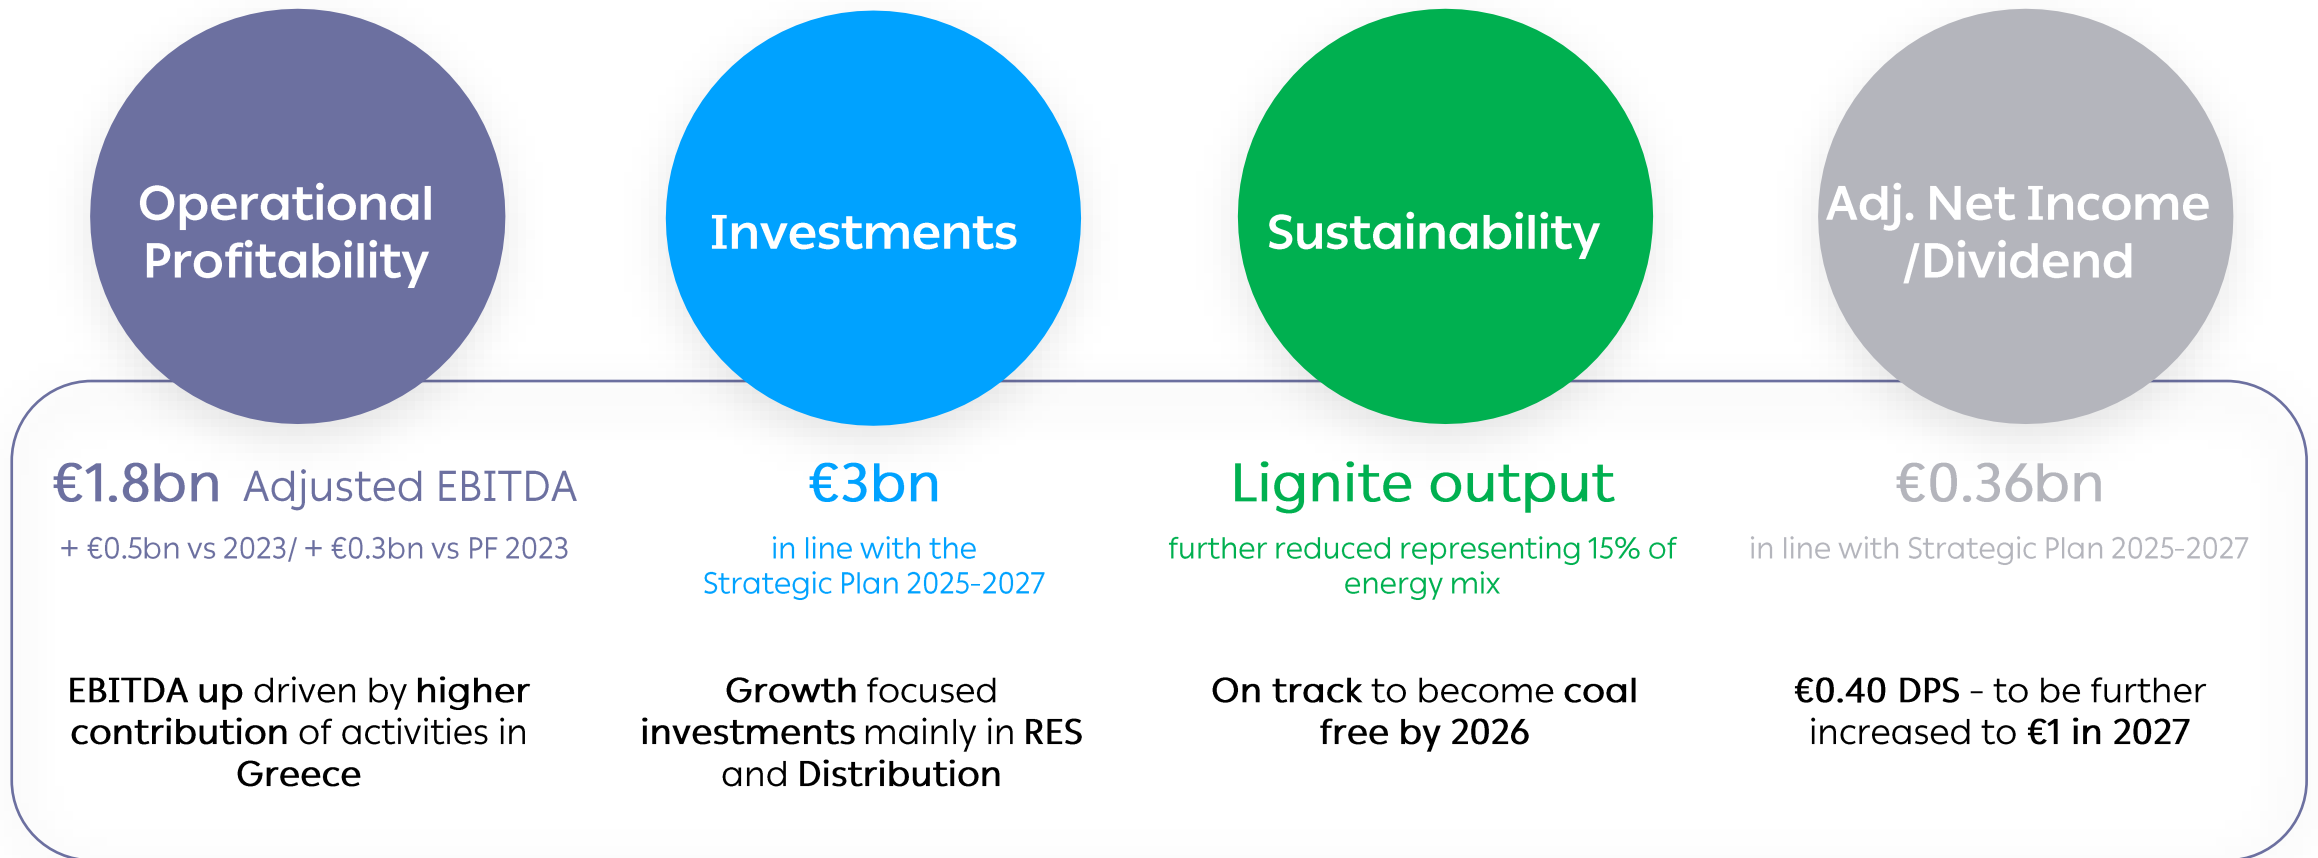 Operational
Profitability
€1.8bn Adjusted EBITDA
+ €0.5bn vs 2023/ + €0.3bn vs PF 2023
EBITDA up driven by higher
contribution of activities in
Greece
Investments
€3bn
in line with the
Strategic Plan 2025-2027
Growth focused
investments mainly in RES
and Distribution
Sustainability
Lignite output
further reduced representing 15% of
energy mix
On track to become coal
free by 2026
Adj. Net Income
/Dividend
€0.36bn
in line with Strategic Plan 2025-2027
€0.40 DPS - to be further
increased to €1 in 2027